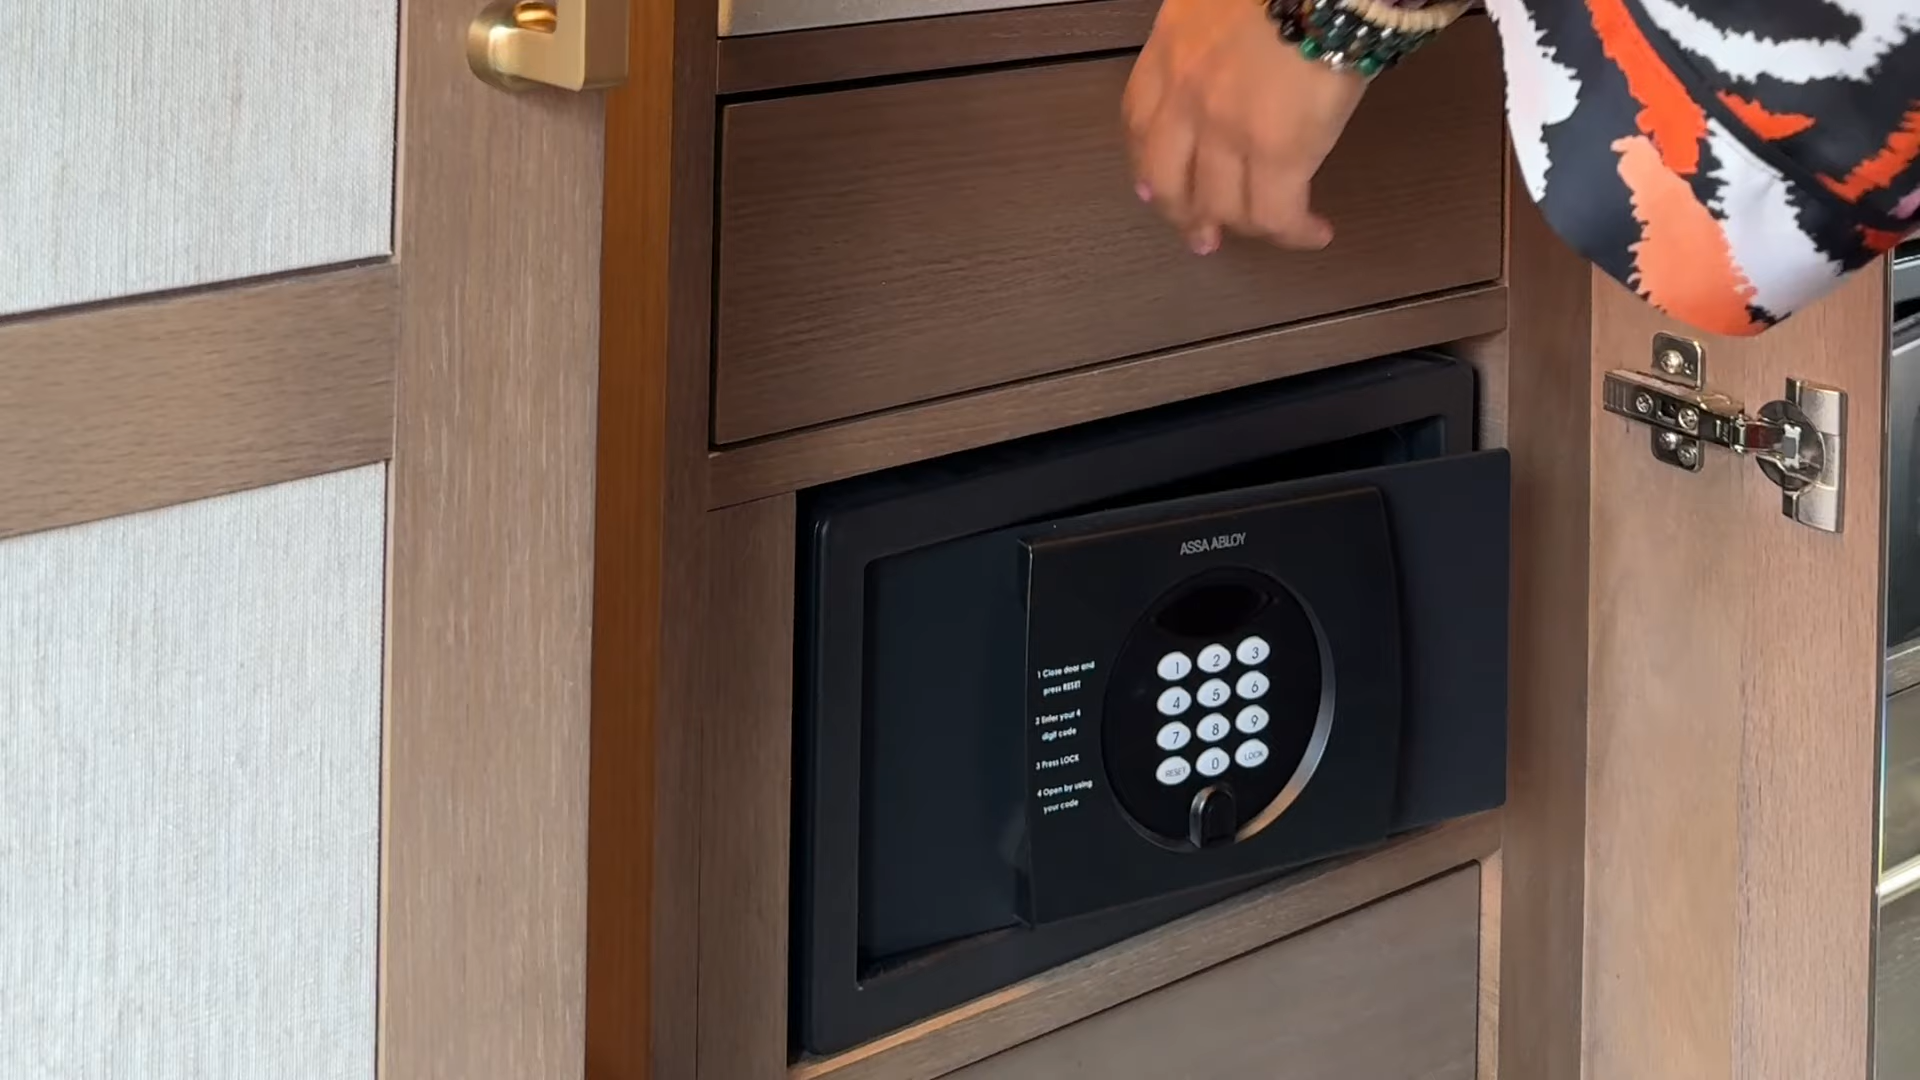 ASSA ABLOY
1 Close door and
press RESET
2 Enter your 4
digit code
3 Press LOCK
4 Open by using
your code
1 2 3
4 5 6
7 8 9
RESET 0 LOCK